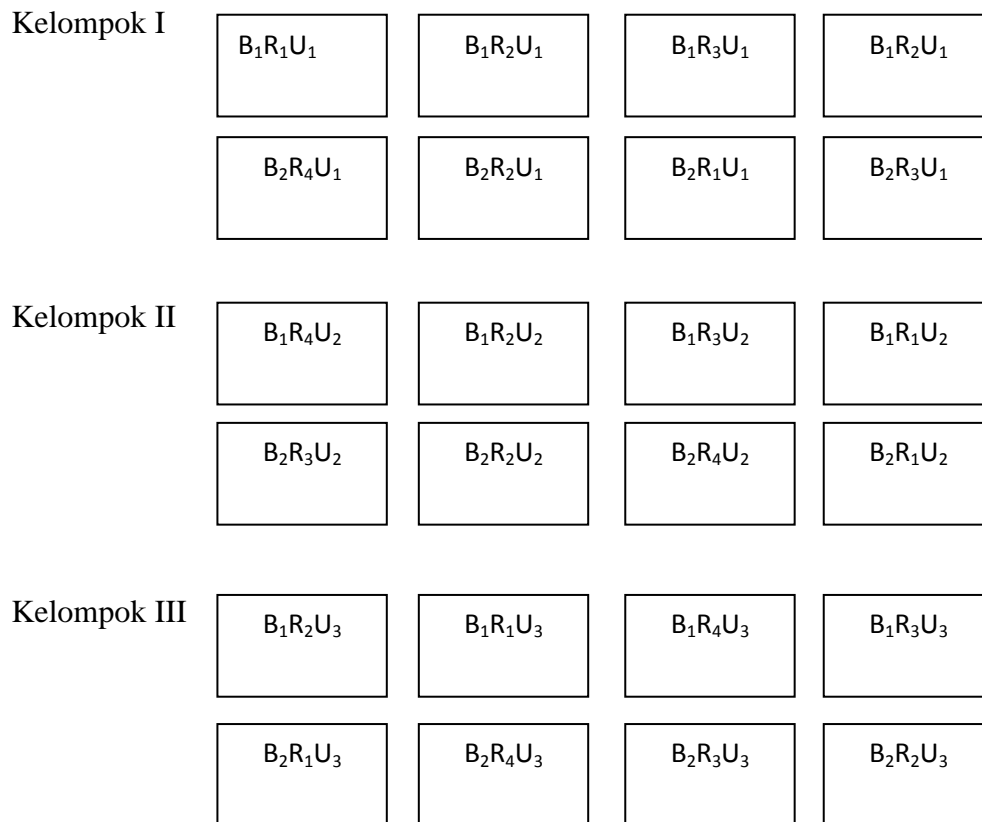 Kelompok I
B₁R₁U₁ B₁R₂U₁ B₁R₃U₁ B₁R₂U₁
B₂R₄U₁ B₂R₂U₁ B₂R₁U₁ B₂R₃U₁
Kelompok II
B₁R₄U₂ B₁R₂U₂ B₁R₃U₂ B₁R₁U₂
B₂R₃U₂ B₂R₂U₂ B₂R₄U₂ B₂R₁U₂
Kelompok III
B₁R₂U₃ B₁R₁U₃ B₁R₄U₃ B₁R₃U₃
B₂R₁U₃ B₂R₄U₃ B₂R₃U₃ B₂R₂U₃